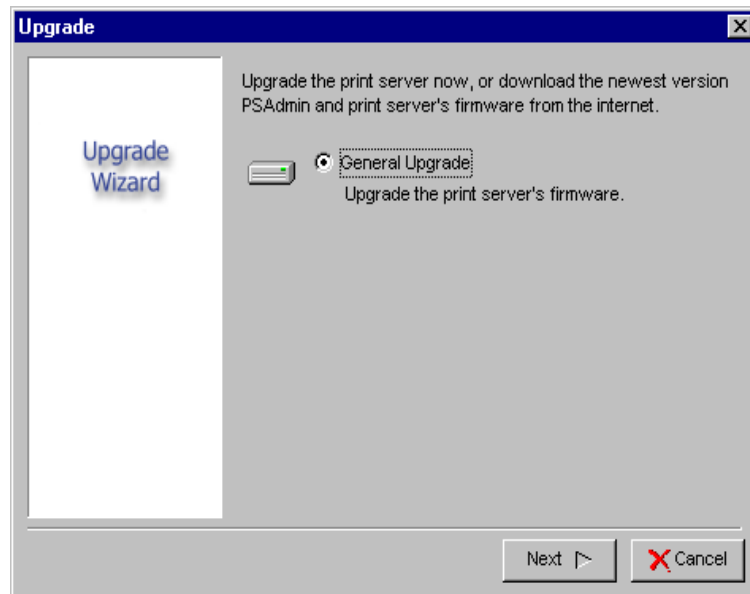 Upgrade
Upgrade the print server now, or download the newest version
PSAdmin and print server's firmware from the internet.
Upgrade
Wizard
General Upgrade
Upgrade the print server's firmware.
Next
Cancel